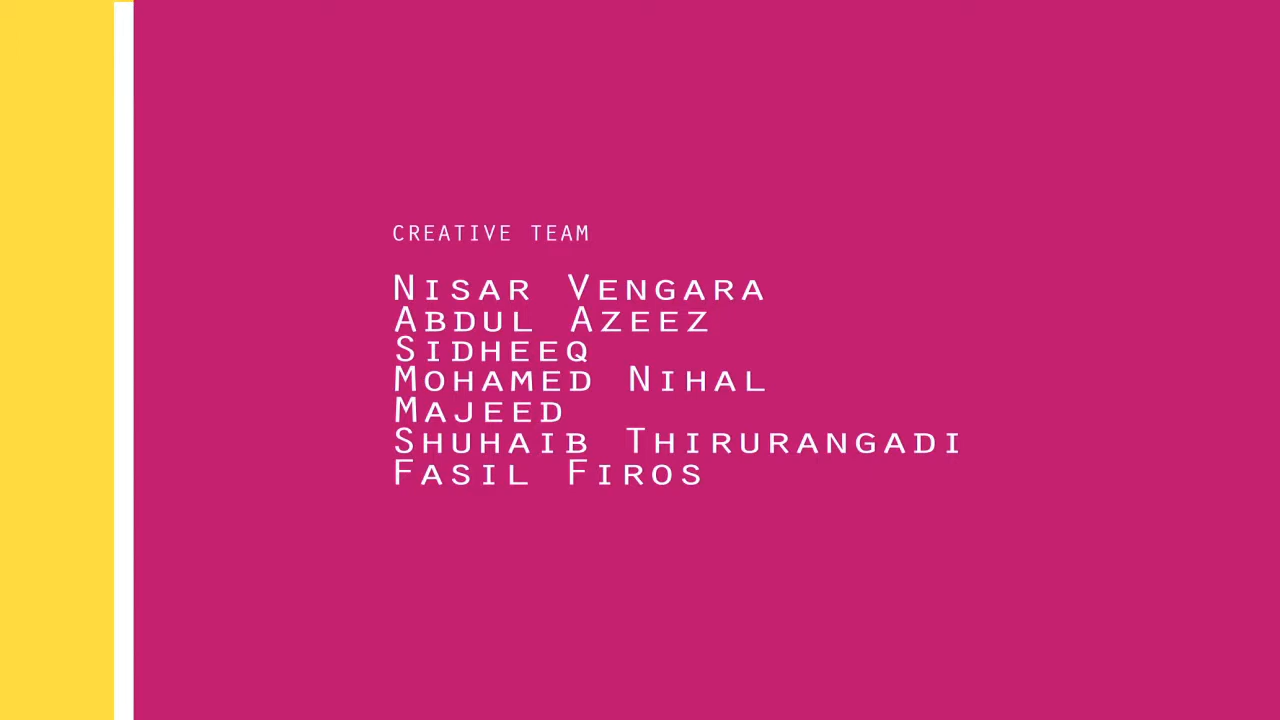 CREATIVE TEAM
Nisar Vengara
Abdul Azeez
Sidheeq
Mohamed Nihal
Majeed
Shuhaib Thirurangadi
Fasil Firos